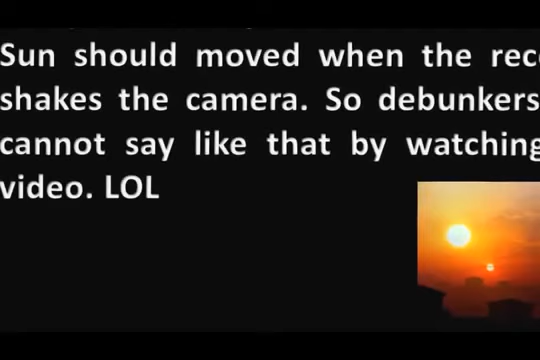 Sun should moved when the
shakes the camera. So debunkers
cannot say like that by watching
video. LOL